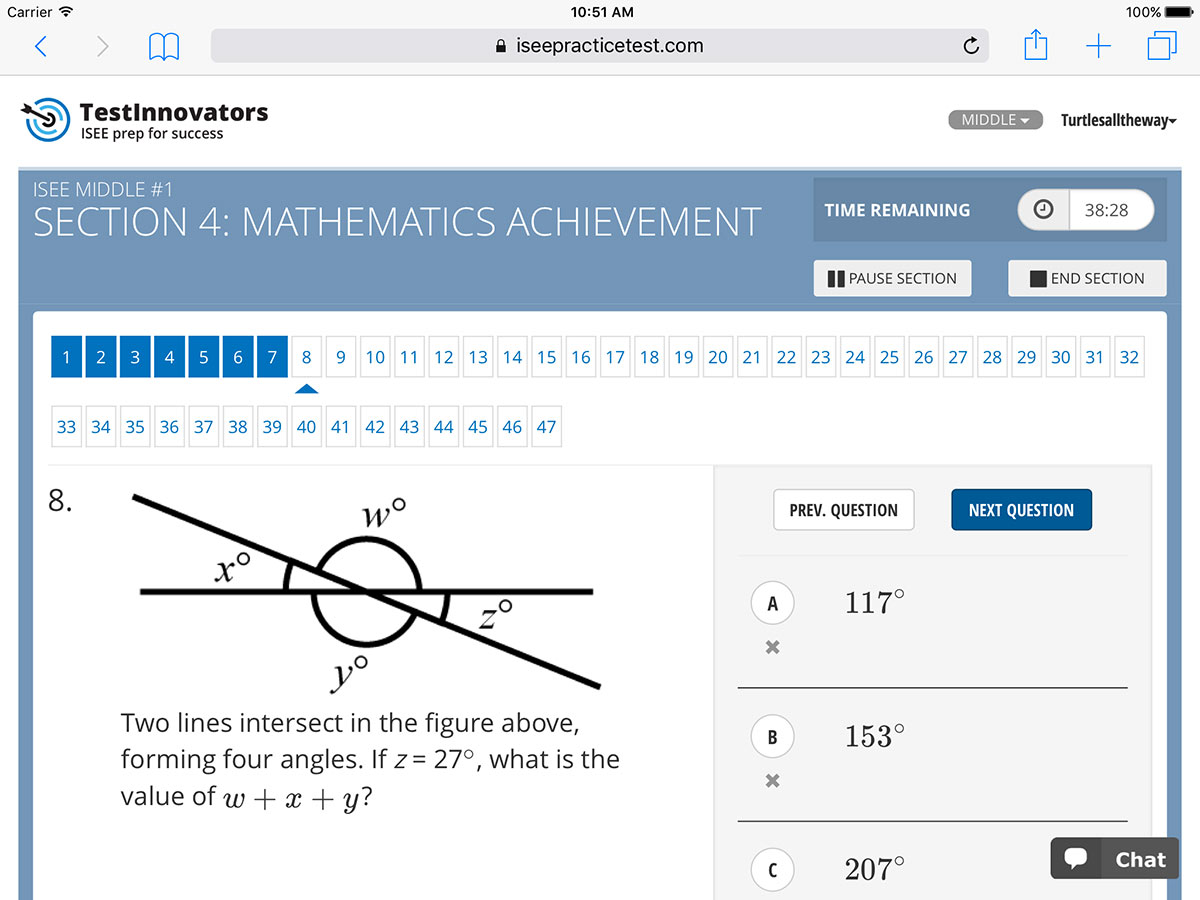 Carrier 10:51 AM 100%
iseepracticetest.com
TestInnovators
ISEE prep for success
MIDDLE Turtlesalltheway
ISEE MIDDLE #1
SECTION 4: MATHEMATICS ACHIEVEMENT
TIME REMAINING 38:28
PAUSE SECTION END SECTION
1 2 3 4 5 6 7 8 9 10 11 12 13 14 15 16 17 18 19 20 21 22 23 24 25 26 27 28 29 30 31 32
33 34 35 36 37 38 39 40 41 42 43 44 45 46 47
8.
w°
x°
z°
y°
Two lines intersect in the figure above,
forming four angles. If z = 27°, what is the
value of w + x + y?
PREV. QUESTION NEXT QUESTION
A 117°
B 153°
C 207°
Chat